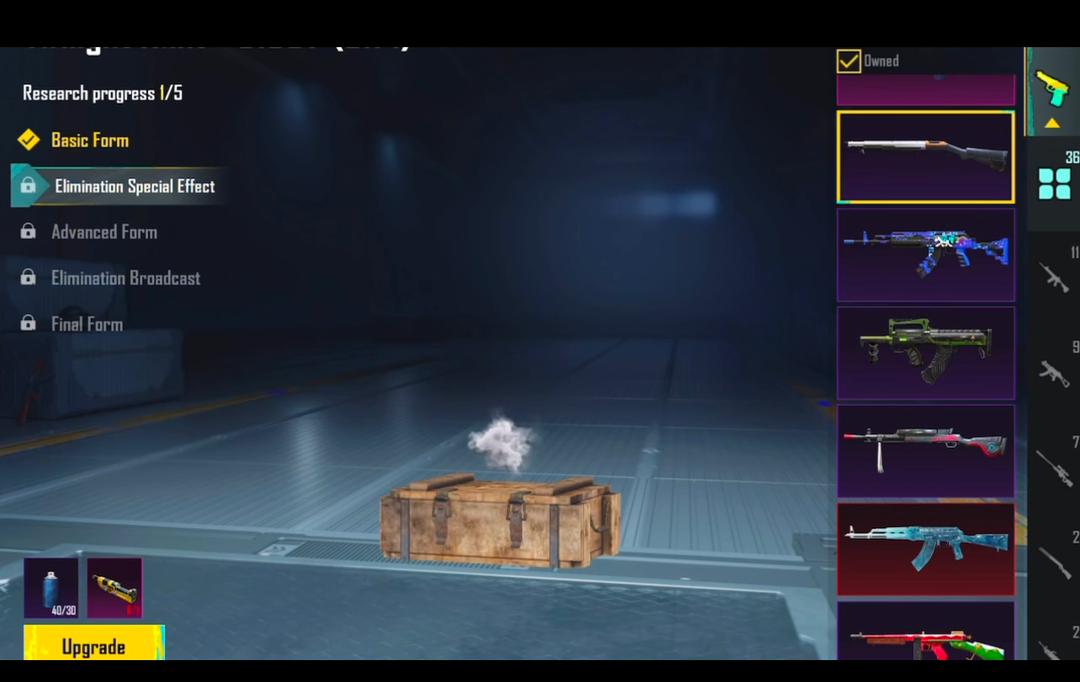 Owned
Research progress 1/5
Basic Form
Elimination Special Effect
Advanced Form
Elimination Broadcast
Final Form
36
11
9
7
2
2
40/30
Upgrade